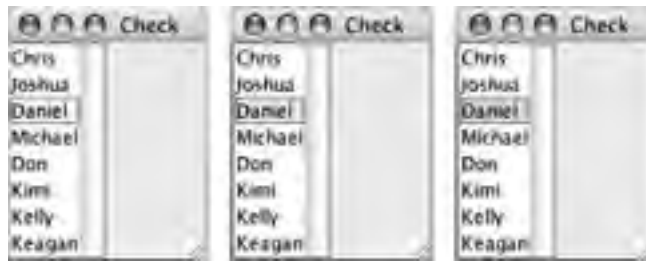 Check
Chris
Joshua
Daniel
Michael
Don
Kimi
Kelly
Keagan
Check
Chris
Joshua
Daniel
Michael
Don
Kimi
Kelly
Keagan
Check
Chris
Joshua
Daniel
Michael
Don
Kimi
Kelly
Keagan